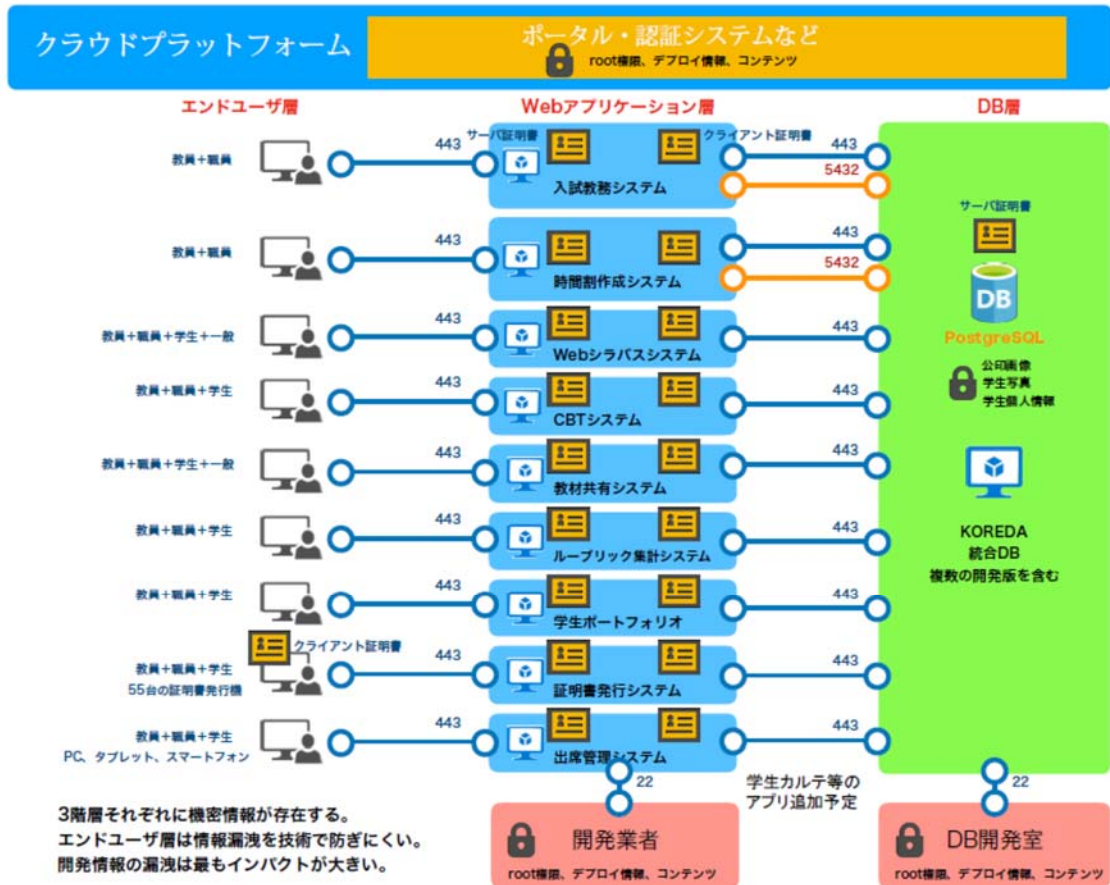 クラウドプラットフォーム
ポータル・認証システムなど
root権限、デプロイ情報、コンテンツ
エンドユーザ層
Webアプリケーション層
DB層
教員+職員
443
サーバ証明書
クライアント証明書
443
5432
入試教務システム
教員+職員
443
443
5432
時間割作成システム
サーバ証明書
DB
PostgreSQL
公印画像
学生写真
学生個人情報
教員+職員+学生+一般
443
443
Webシラバスシステム
教員+職員+学生
443
443
CBTシステム
教員+職員+学生+一般
443
443
教材共有システム
KOREDA
統合DB
複数の開発版を含む
教員+職員+学生
443
443
ルーブリック集計システム
教員+職員+学生
443
443
学生ポートフォリオ
クライアント証明書
教員+職員+学生
55台の証明書発行機
443
443
証明書発行システム
教員+職員+学生
PC、タブレット、スマートフォン
443
443
出席管理システム
22
学生カルテ等の
アプリ追加予定
22
3階層それぞれに機密情報が存在する。
エンドユーザ層は情報漏洩を技術で防ぎにくい。
開発情報の漏洩は最もインパクトが大きい。
開発業者
root権限、デプロイ情報、コンテンツ
DB開発室
root権限、デプロイ情報、コンテンツ